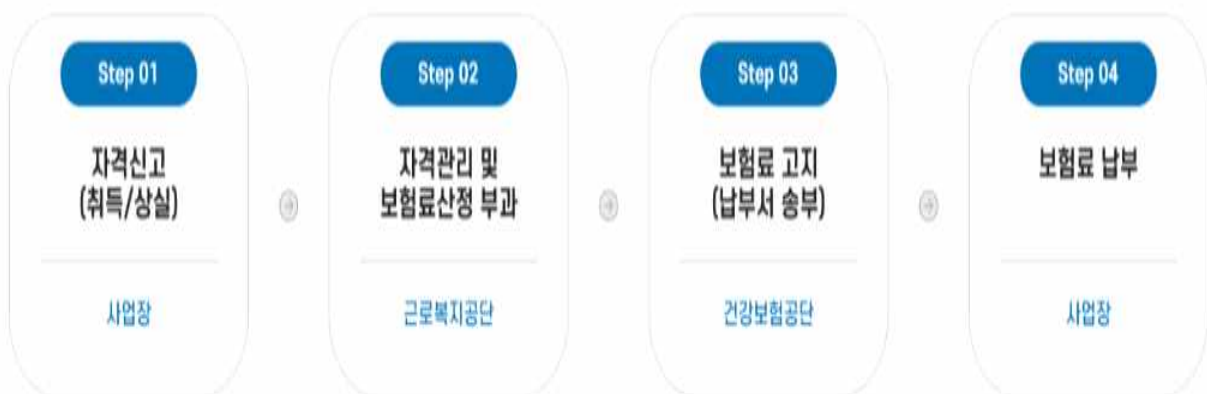 Step 01
자격신고
(취득/상실)
사업장
Step 02
자격관리 및
보험료산정 부과
근로복지공단
Step 03
보험료 고지
(납부서 송부)
건강보험공단
Step 04
보험료 납부
사업장